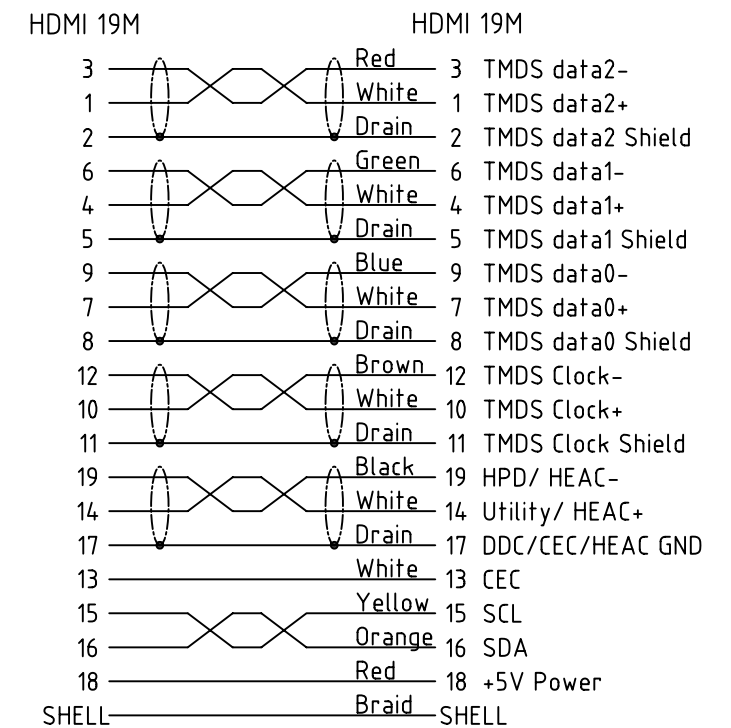 HDMI 19M HDMI 19M
3 Red 3 TMDS data2-
1 White 1 TMDS data2+
2 Drain 2 TMDS data2 Shield
6 Green 6 TMDS data1-
4 White 4 TMDS data1+
5 Drain 5 TMDS data1 Shield
9 Blue 9 TMDS data0-
7 White 7 TMDS data0+
8 Drain 8 TMDS data0 Shield
12 Brown 12 TMDS Clock-
10 White 10 TMDS Clock+
11 Drain 11 TMDS Clock Shield
19 Black 19 HPD/ HEAC-
14 White 14 Utility/ HEAC+
17 Drain 17 DDC/CEC/HEAC GND
13 White 13 CEC
15 Yellow 15 SCL
16 Orange 16 SDA
18 Red 18 +5V Power
SHELL Braid SHELL